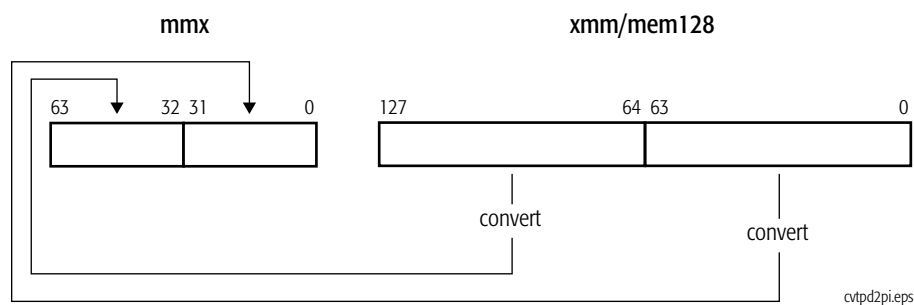 mmx xmm/mem128
63 32 31 0 127 64 63 0
convert
convert
cvtpd2pi.eps